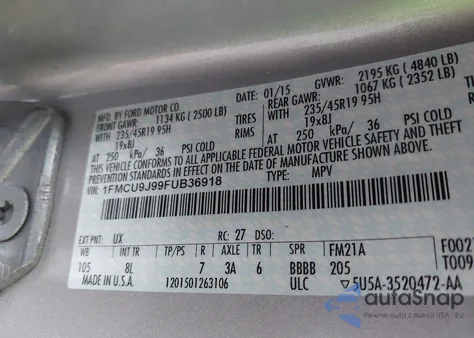 MFD. BY FORD MOTOR CO.
01/15 GVWR: 2195 KG ( 4840 LB)
FRONT GAWR: 1134 KG ( 2500 LB) REAR GAWR: 1067 KG ( 2352 LB)
WITH 235/45R19 95H TIRES WITH 235/45R19 95H
19x8J RIMS 19x8J
AT 250 kPa/ 36 PSI COLD AT 250 kPa/ 36 PSI COLD
THIS VEHICLE CONFORMS TO ALL APPLICABLE FEDERAL MOTOR VEHICLE SAFETY, BUMPER, AND THEFT
PREVENTION STANDARDS IN EFFECT ON THE DATE OF MANUFACTURE SHOWN ABOVE.
VEHICLE IDENTIFICATION NO.:
1FMCU9J99FUB36918 TYPE: MPV
EXT PNT: UX RC: 27 DSO:
WB TP/PS R AXLE TR SPR FM21A
105 8L 7 3A 6 BBBB 205
MADE IN U.S.A. 1201501263106 ULC 5U5A-3520472-AA
autoSnap